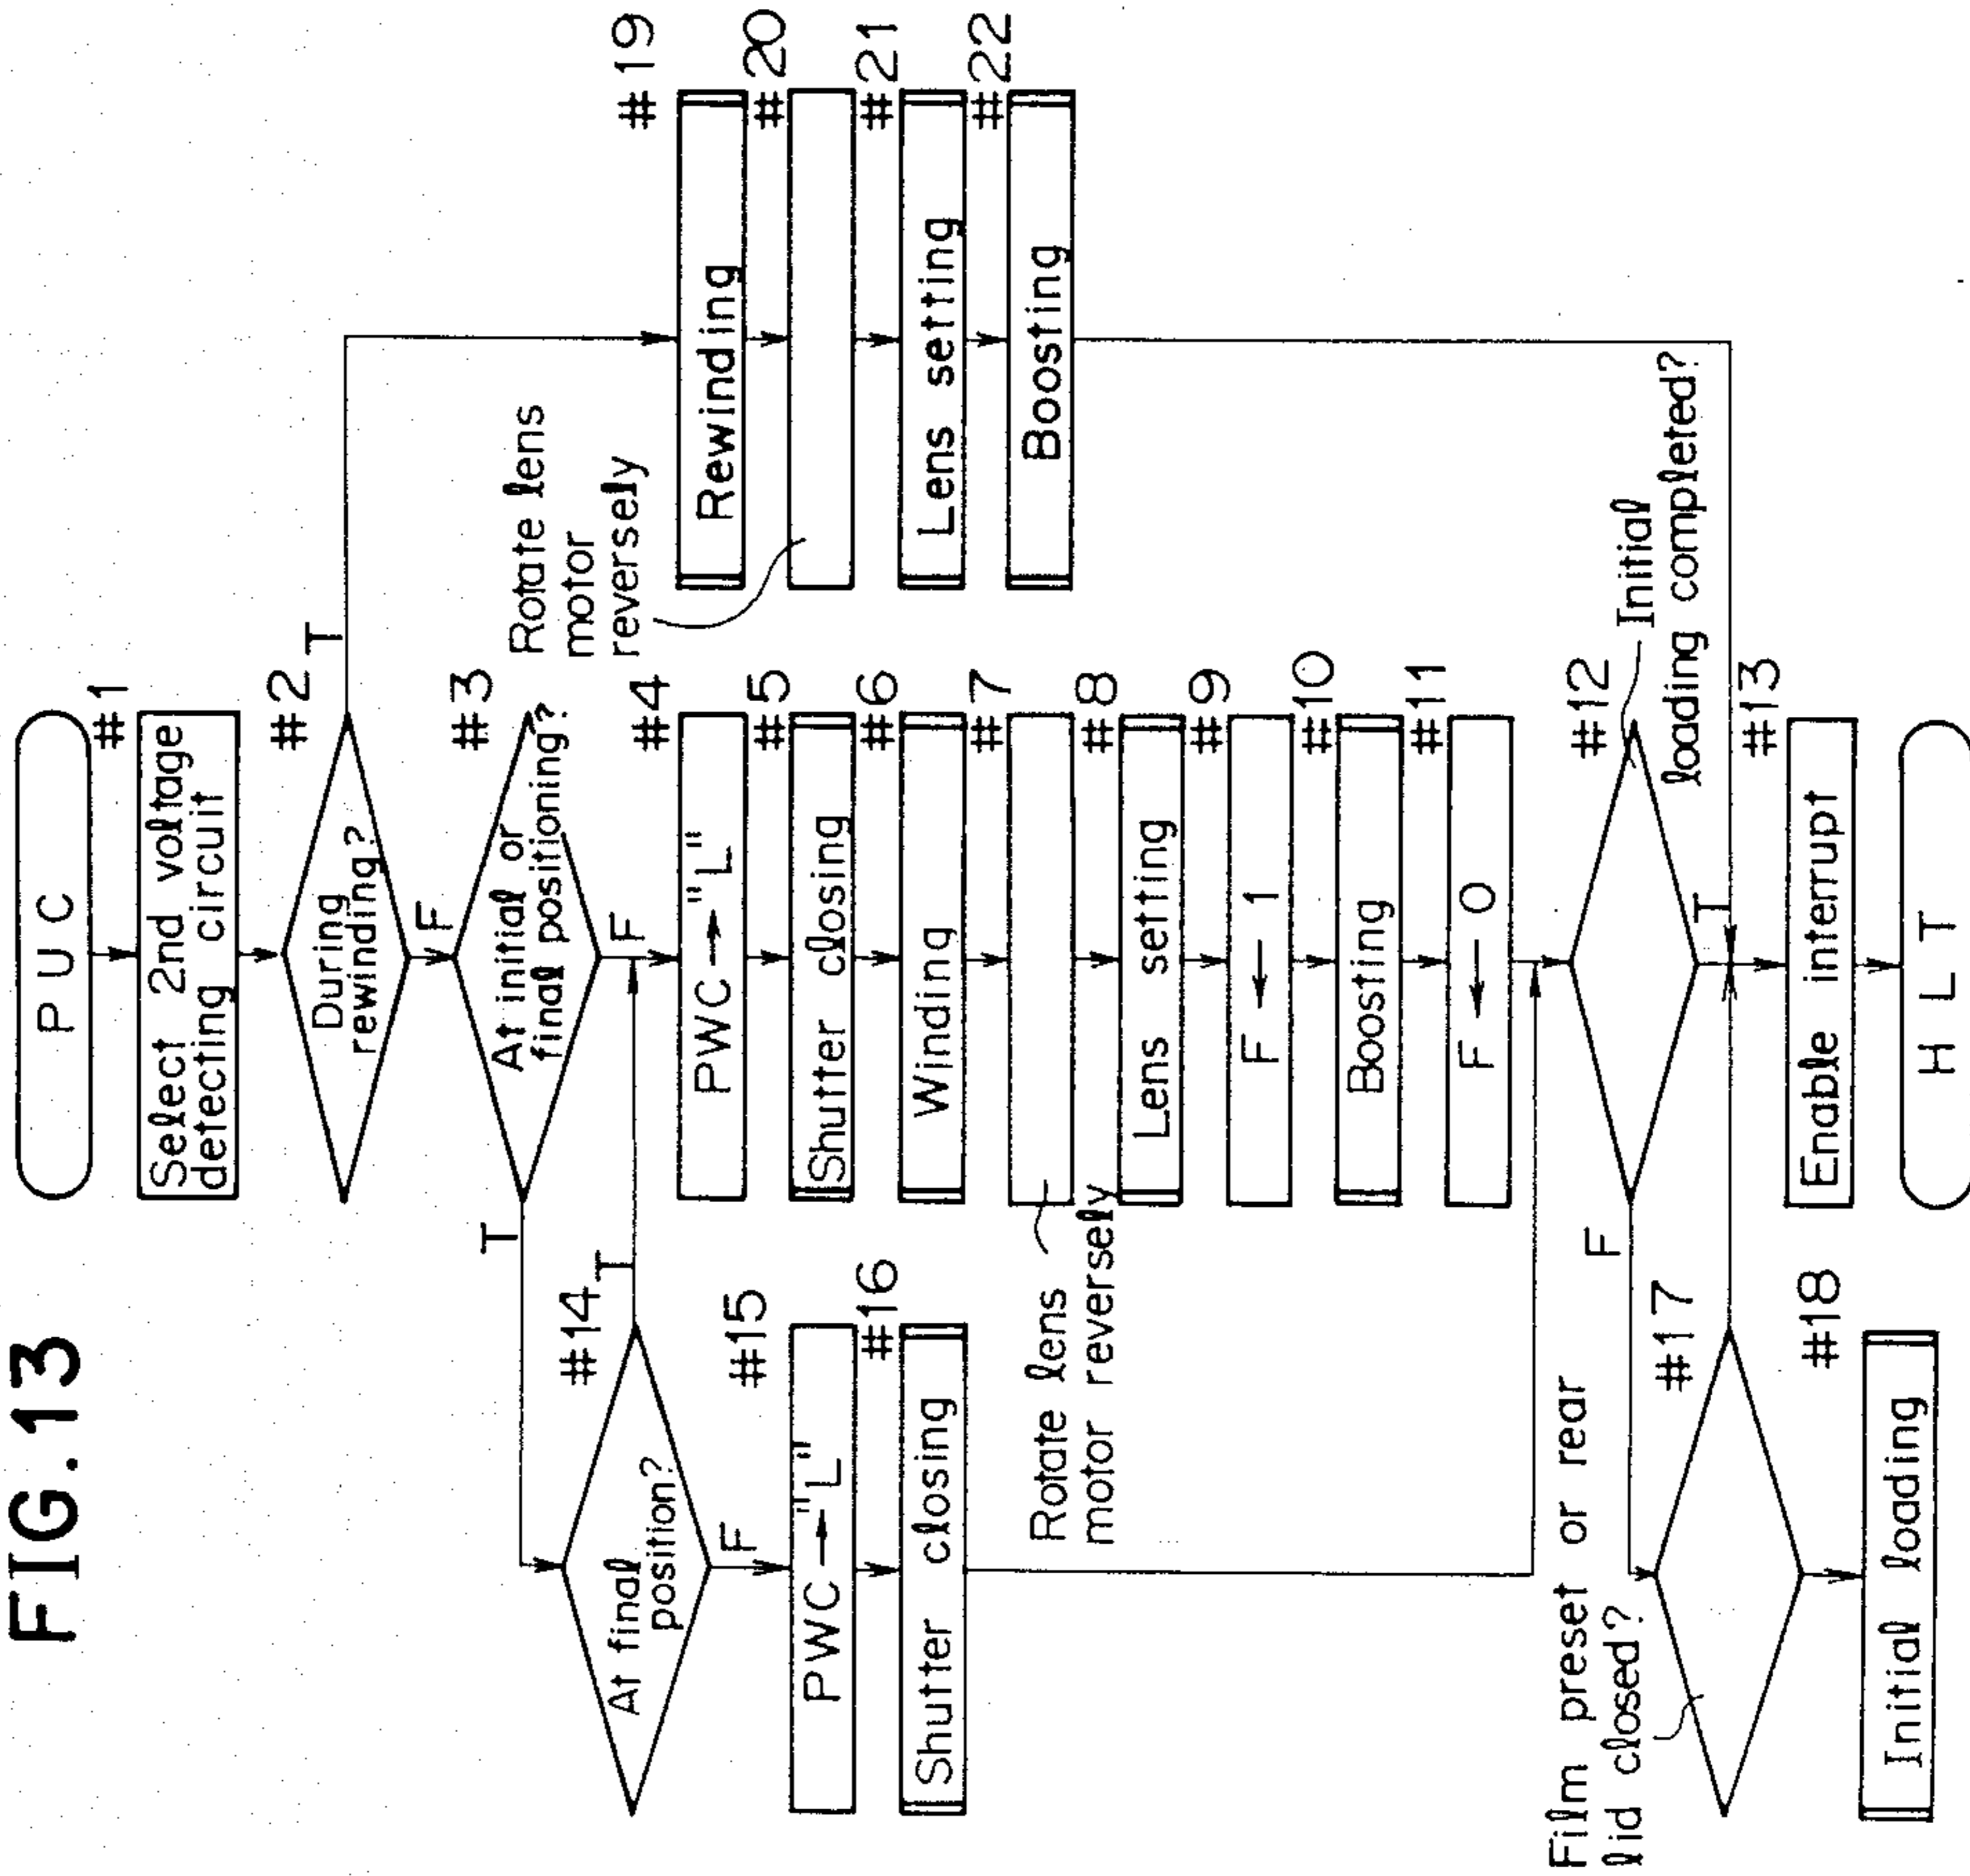 FIG.13
PUC
#1
Select 2nd voltage
detecting circuit
#2
During
rewinding?
T
F
#3
At initial or
final positioning?
T
F
#4
PWC→"L"
#5
Shutter closing
#6
Winding
#7
Rotate lens
motor reversely
#8
Lens setting
#9
F ← 1
#10
Boosting
#11
F ← 0
#12
Initial
loading completed?
F
T
#13
Enable interrupt
HLT
#14
At final
position?
T
F
#15
PWC→"L"
#16
Shutter closing
Film preset or rear
lid closed?
#17
#18
Initial loading
#19
Rewinding
#20
Rotate lens
motor
reversely
#21
Lens setting
#22
Boosting